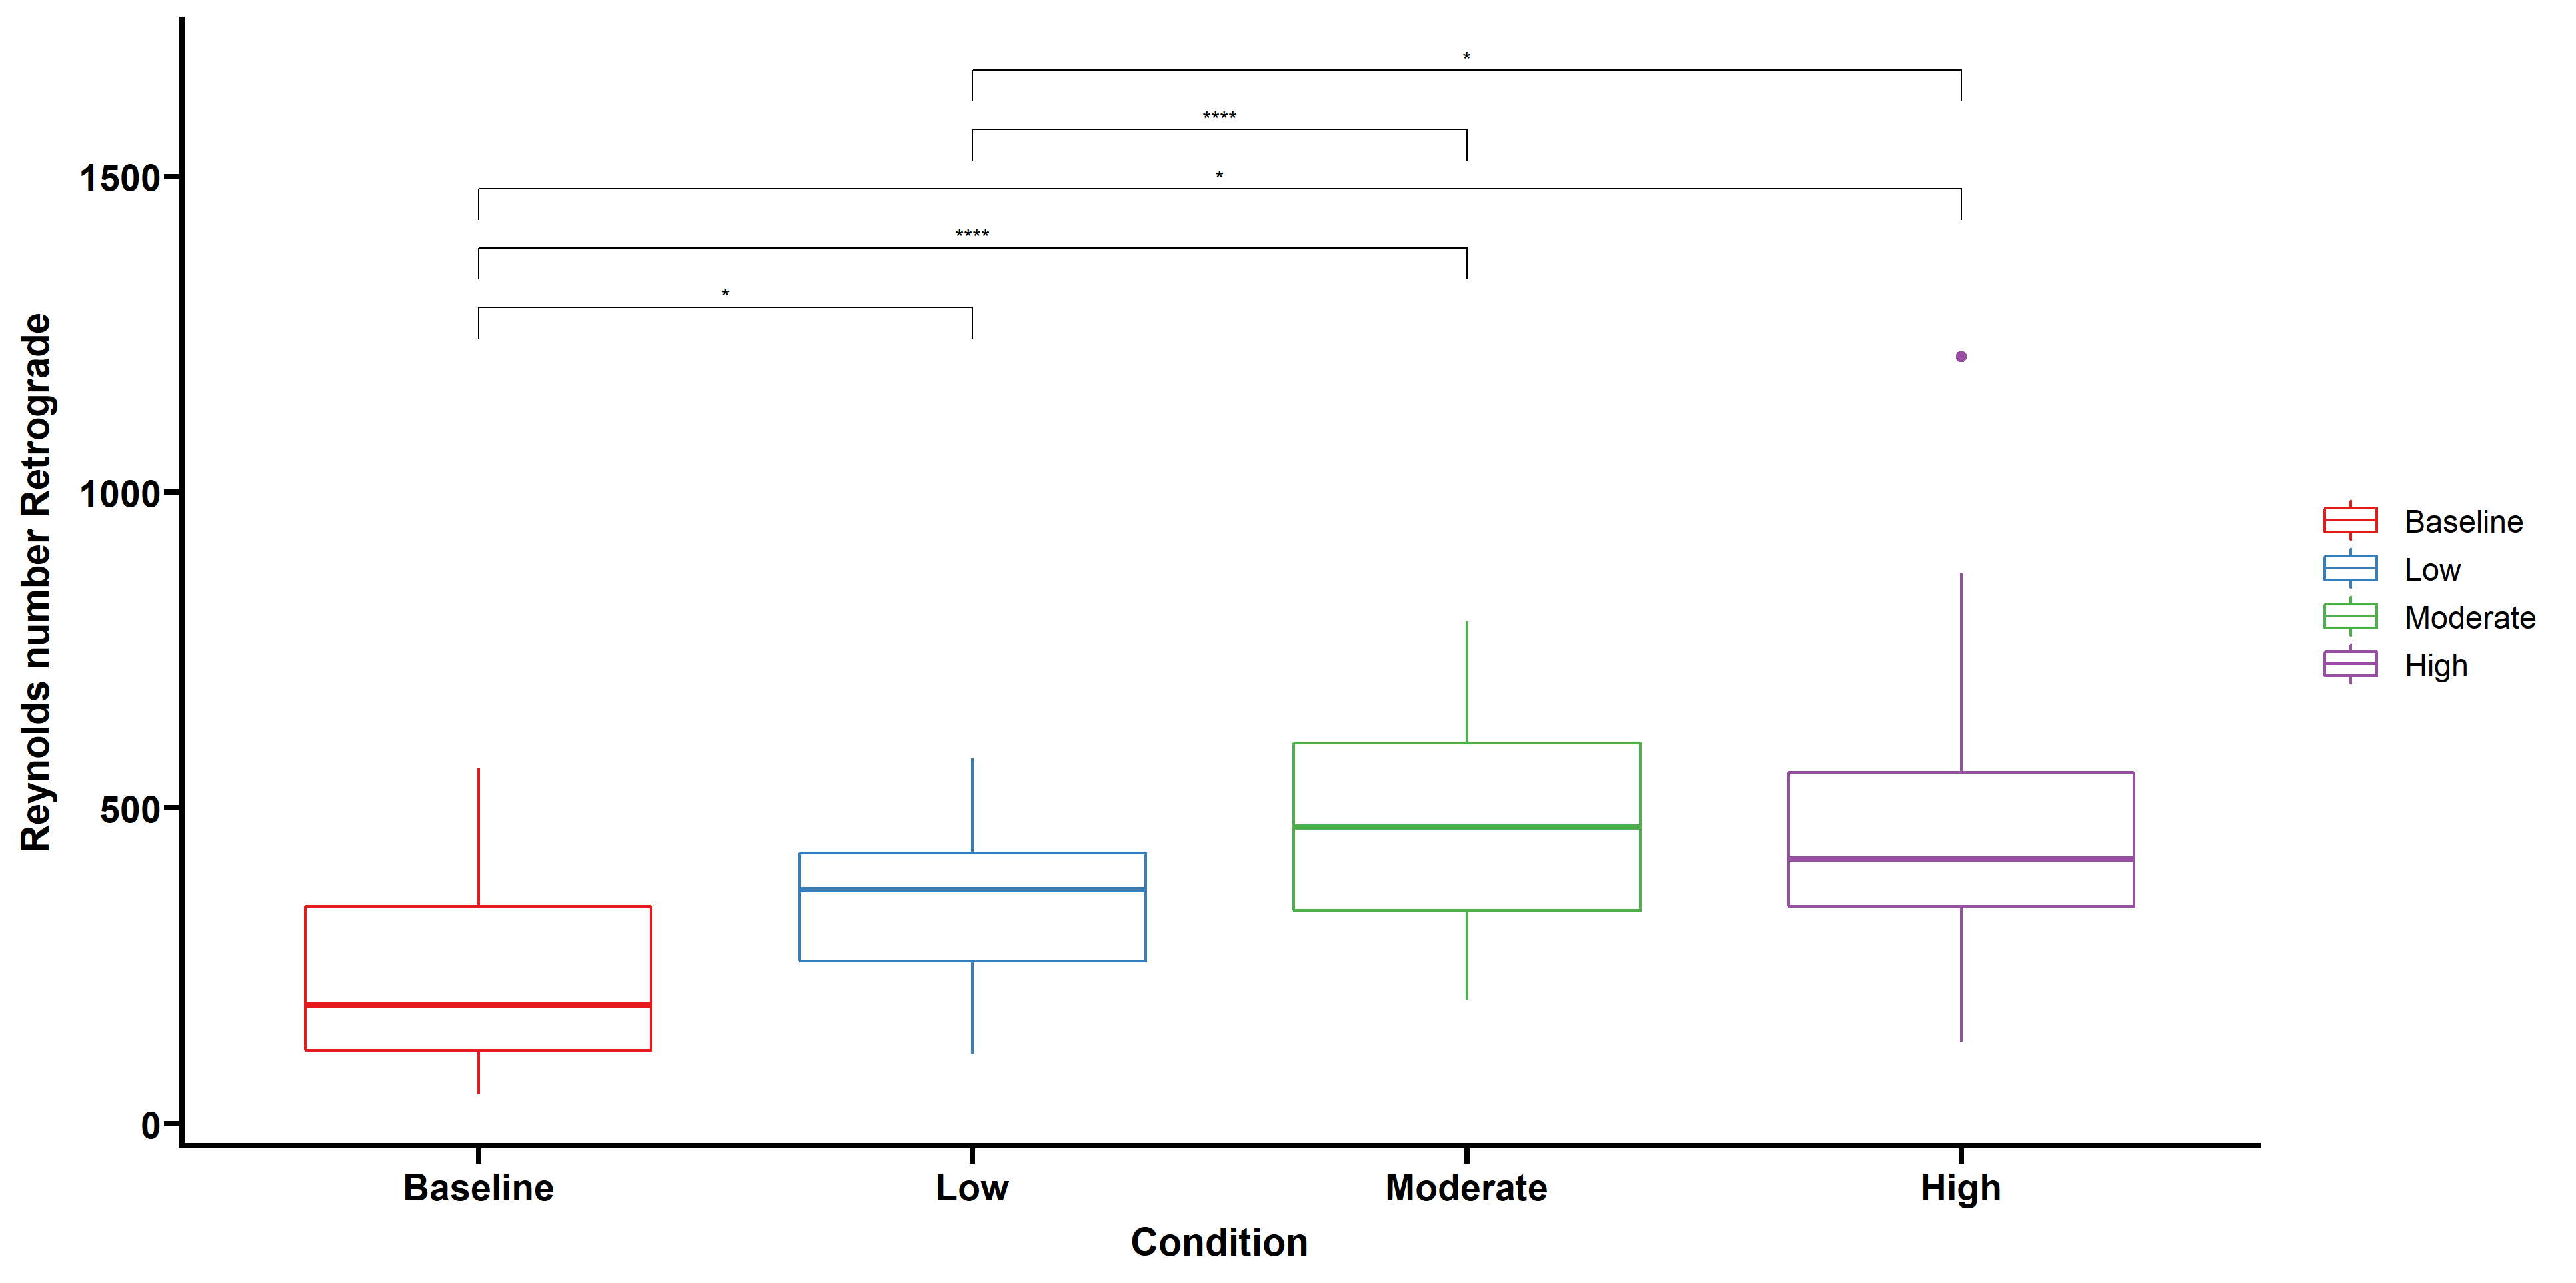 *
****
*
****
*
1500
1000
500
0
Reynolds number Retrograde
Baseline
Low
Moderate
High
Condition
Baseline
Low
Moderate
High